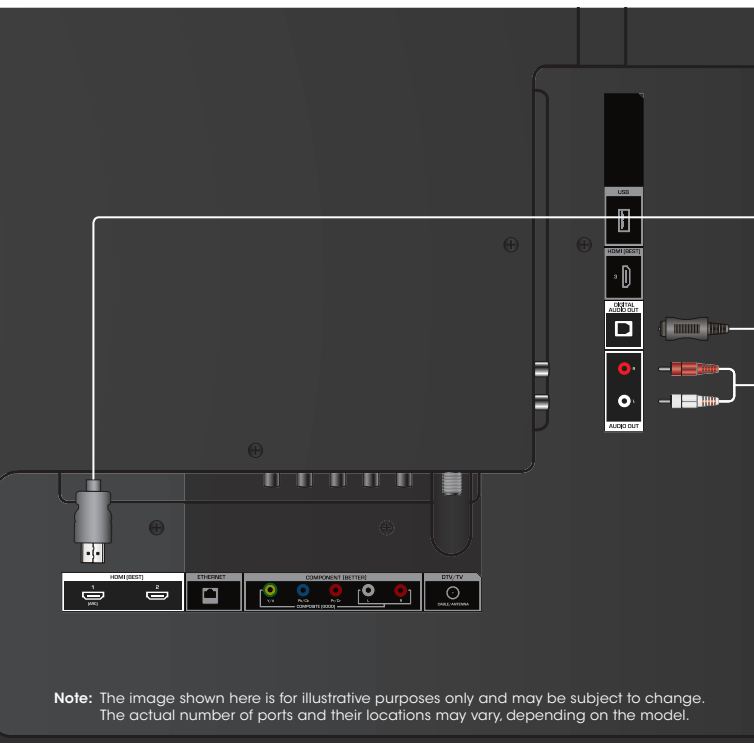 USB
HDMI (BEST)
3
DIGITAL
AUDIO OUT
R
L
AUDIO OUT
HDMI (BEST)
1
2
(ARC)
ETHERNET
COMPONENT (BETTER)
Y/V
Pb/Cb
Pr/Cr
L
R
COMPOSITE (GOOD)
DTV/TV
CABLE/ANTENNA
Note: The image shown here is for illustrative purposes only and may be subject to change.
The actual number of ports and their locations may vary, depending on the model.